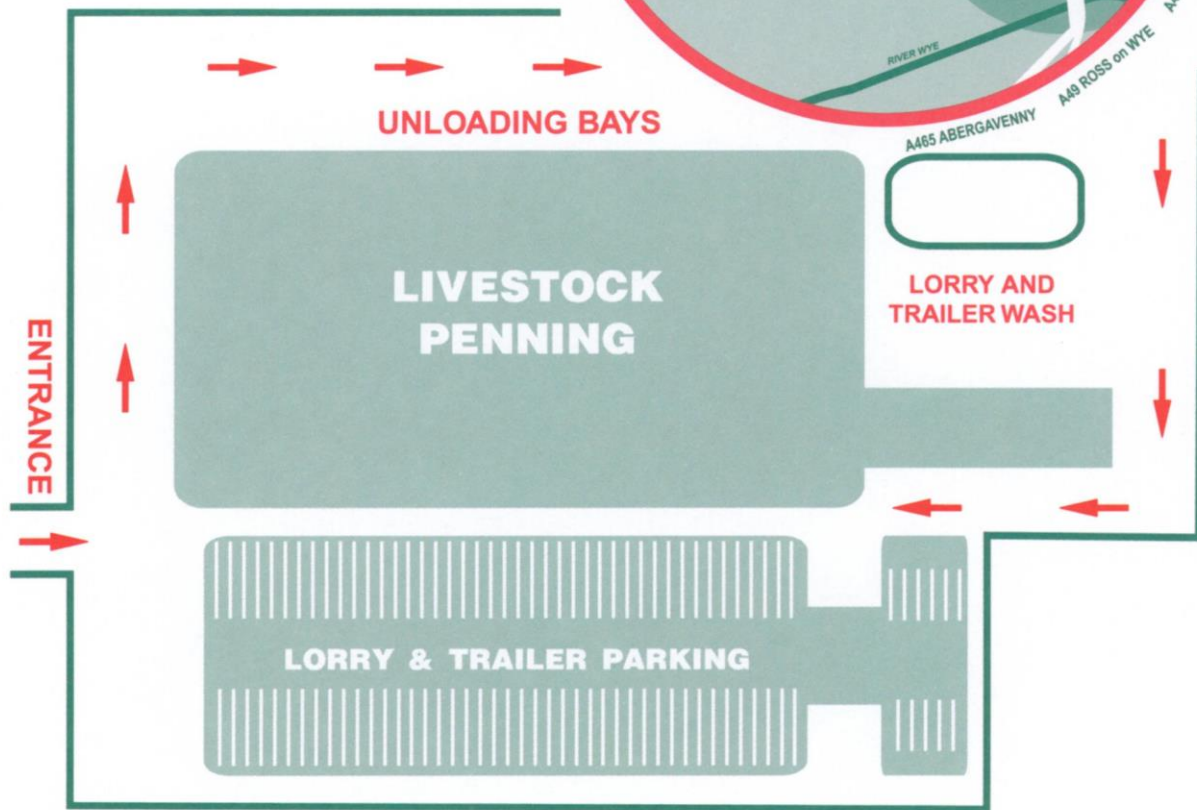 RIVER WYE
A49 ROSS on WYE
A465 ABERGAVENNY
UNLOADING BAYS
LIVESTOCK
PENNING
LORRY AND
TRAILER WASH
ENTRANCE
LORRY & TRAILER PARKING